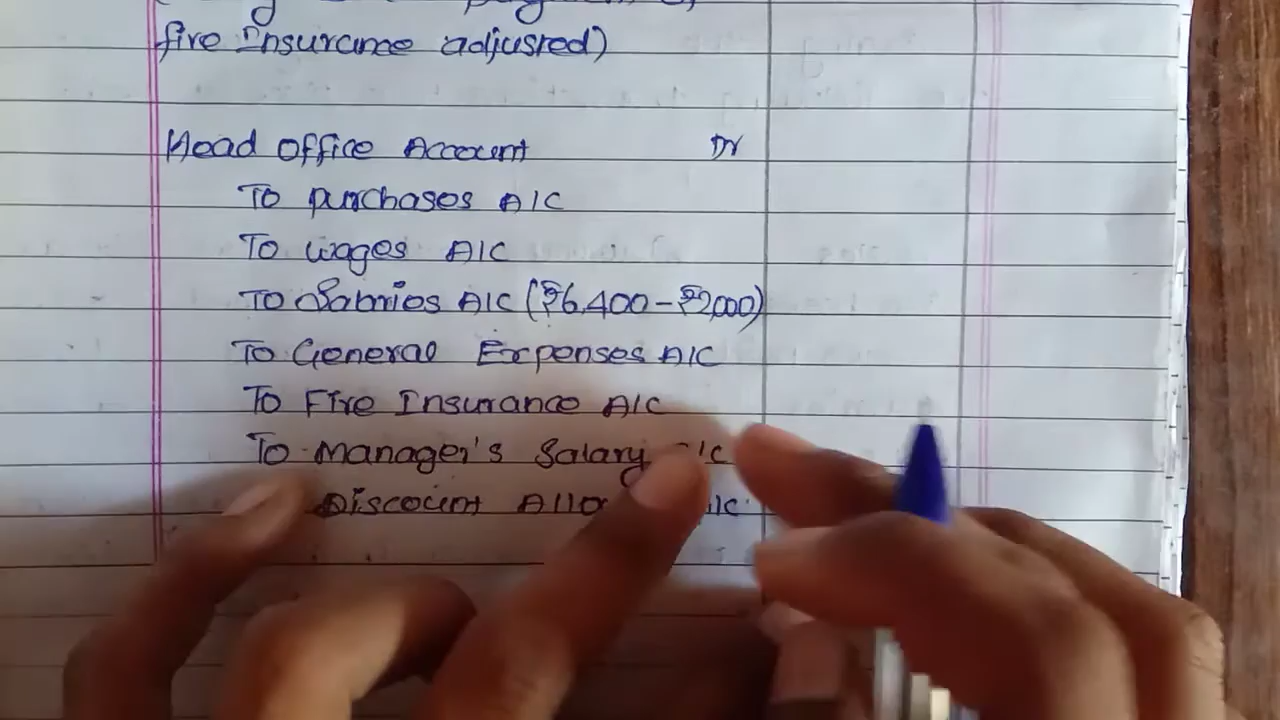 fire Insurance adjusred)
Head office Account Dr
To purchases A/C
To wages A/C
To Salaries A/C (₹6,400-₹2,000)
To General Expenses A/C
To Fire Insurance A/C
To Manager's Salary A/C
Discount A/C